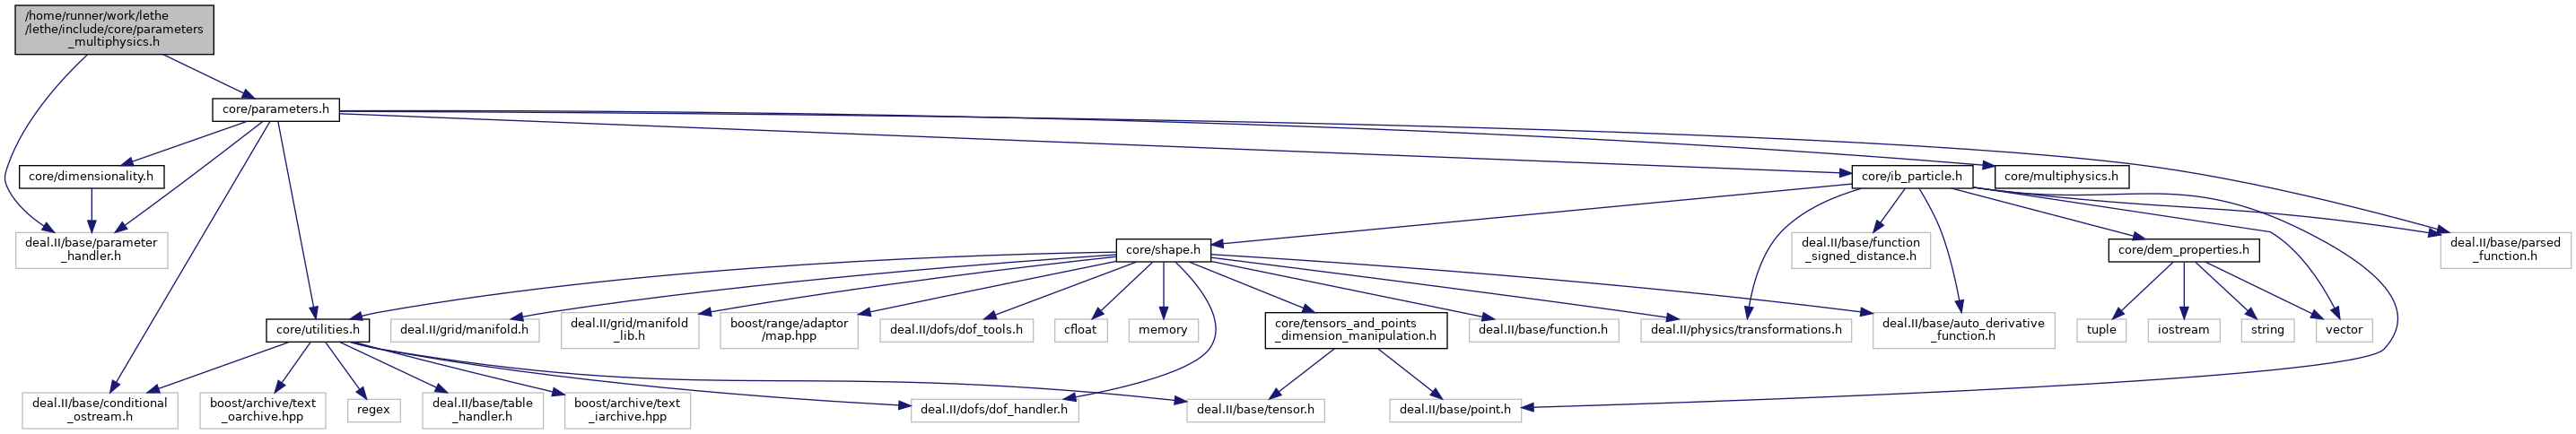 /home/runner/work/lethe
/lethe/include/core/parameters
_multiphysics.h
core/parameters.h
core/dimensionality.h
core/ib_particle.h
core/multiphysics.h
deal.II/base/parameter
_handler.h
core/shape.h
deal.II/base/function
_signed_distance.h
core/dem_properties.h
deal.II/base/parsed
_function.h
core/utilities.h
deal.II/grid/manifold.h
deal.II/grid/manifold
_lib.h
boost/range/adaptor
/map.hpp
deal.II/dofs/dof_tools.h
cfloat
memory
core/tensors_and_points
_dimension_manipulation.h
deal.II/base/function.h
deal.II/physics/transformations.h
deal.II/base/auto_derivative
_function.h
tuple
iostream
string
vector
deal.II/base/conditional
_ostream.h
boost/archive/text
_oarchive.hpp
regex
deal.II/base/table
_handler.h
boost/archive/text
_iarchive.hpp
deal.II/dofs/dof_handler.h
deal.II/base/tensor.h
deal.II/base/point.h